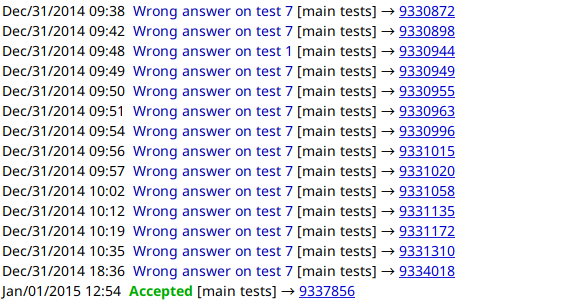 Dec/31/2014 09:38 Wrong answer on test 7 [main tests] → 9330872
Dec/31/2014 09:42 Wrong answer on test 7 [main tests] → 9330898
Dec/31/2014 09:48 Wrong answer on test 1 [main tests] → 9330944
Dec/31/2014 09:49 Wrong answer on test 7 [main tests] → 9330949
Dec/31/2014 09:50 Wrong answer on test 7 [main tests] → 9330955
Dec/31/2014 09:51 Wrong answer on test 7 [main tests] → 9330963
Dec/31/2014 09:54 Wrong answer on test 7 [main tests] → 9330996
Dec/31/2014 09:56 Wrong answer on test 7 [main tests] → 9331015
Dec/31/2014 09:57 Wrong answer on test 7 [main tests] → 9331020
Dec/31/2014 10:02 Wrong answer on test 7 [main tests] → 9331058
Dec/31/2014 10:12 Wrong answer on test 7 [main tests] → 9331135
Dec/31/2014 10:19 Wrong answer on test 7 [main tests] → 9331172
Dec/31/2014 10:35 Wrong answer on test 7 [main tests] → 9331310
Dec/31/2014 18:36 Wrong answer on test 7 [main tests] → 9334018
Jan/01/2015 12:54 Accepted [main tests] → 9337856